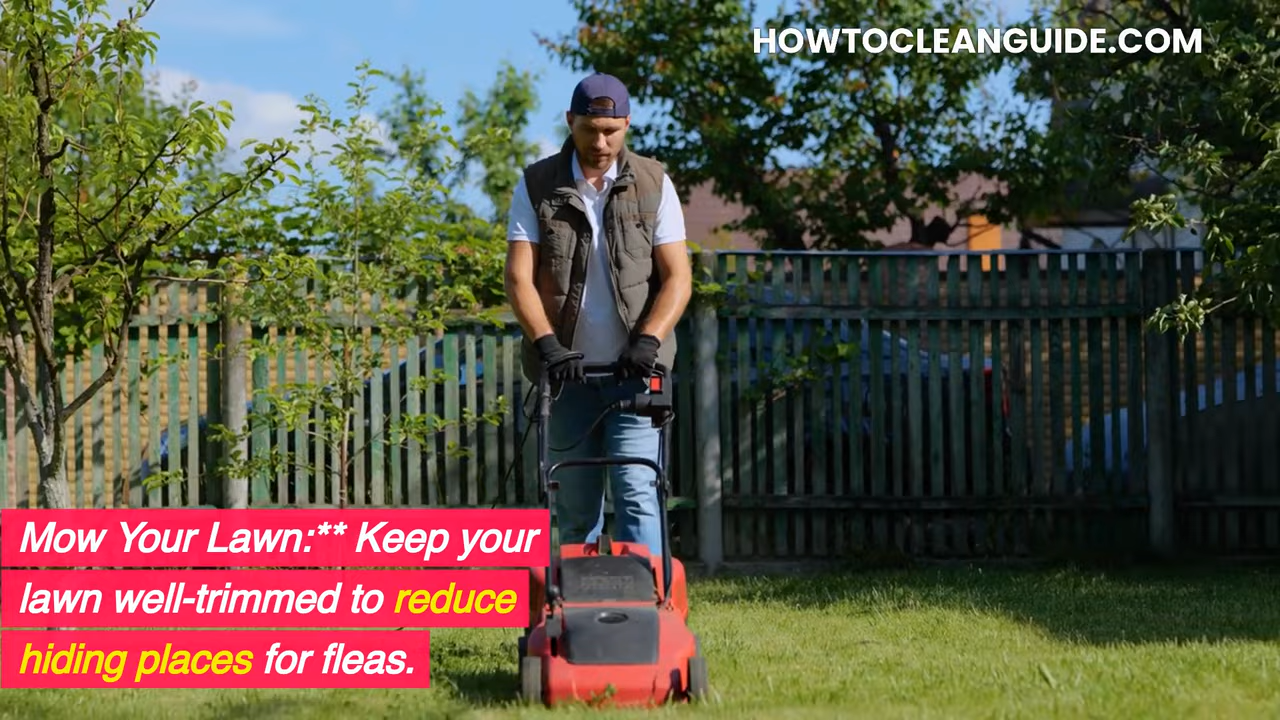 HOWTOCLEANGUIDE.COM
Mow Your Lawn:** Keep your
lawn well-trimmed to reduce
hiding places for fleas.